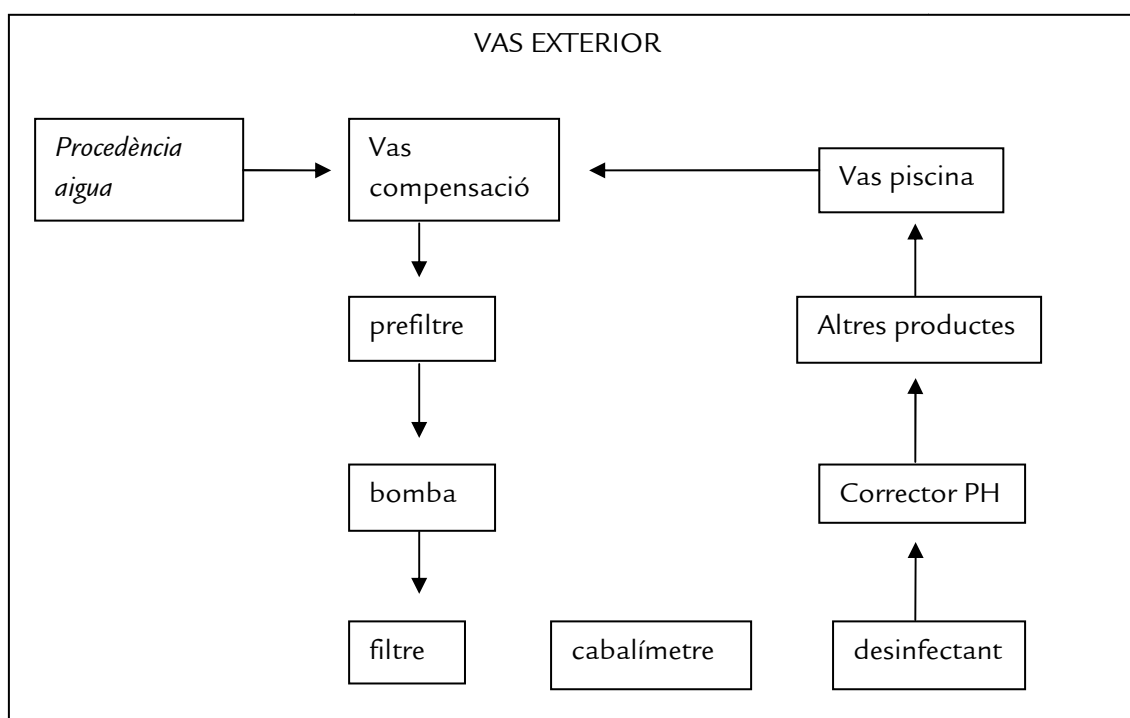 VAS EXTERIOR
Procedència
aigua
Vas
compensació
Vas piscina
prefiltre
Altres productes
bomba
Corrector PH
filtre
cabalímetre
desinfectant